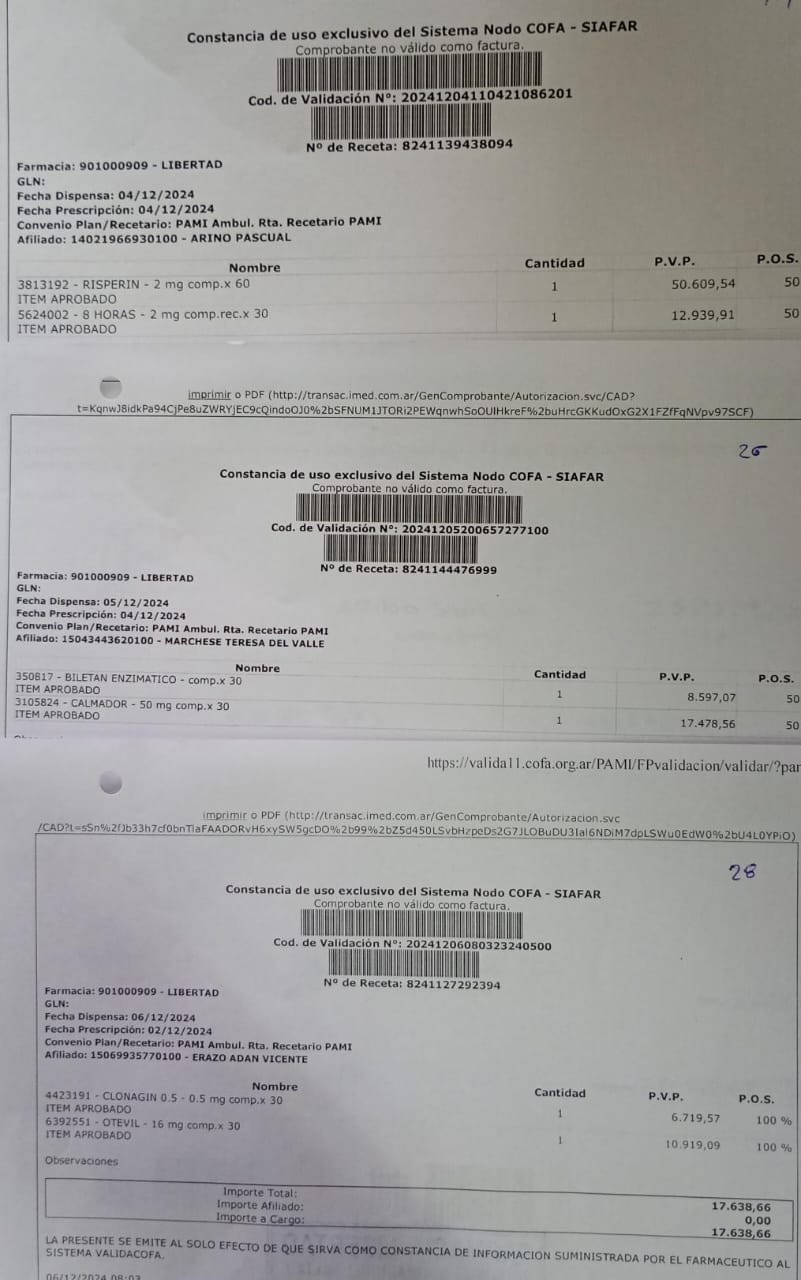 Constancia de uso exclusivo del Sistema Nodo COFA - SIAFAR
Comprobante no válido como factura.
Cod. de Validación N°: 20241204110421086201
Nº de Receta: 8241139438094
Farmacia: 901000909 - LIBERTAD
GLN:
Fecha Dispensa: 04/12/2024
Fecha Prescripción: 04/12/2024
Convenio Plan/Recetario: PAMI Ambul. Rta. Recetario PAMI
Afiliado: 14021966930100 - ARINO PASCUAL
Nombre Cantidad P.V.P. P.O.S.
3813192 - RISPERIN - 2 mg comp.x 60 1 50.609,54 50
ITEM APROBADO
5624002 - 8 HORAS - 2 mg comp.rec.x 30 1 12.939,91 50
ITEM APROBADO
imprimir o PDF (http://transac.imed.com.ar/GenComprobante/Autorizacion.svc/CAD?
26
Constancia de uso exclusivo del Sistema Nodo COFA - SIAFAR
Comprobante no válido como factura.
Cod. de Validación N°: 20241205200657277100
Nº de Receta: 8241144476999
Farmacia: 901000909 - LIBERTAD
GLN:
Fecha Dispensa: 05/12/2024
Fecha Prescripción: 04/12/2024
Convenio Plan/Recetario: PAMI Ambul. Rta. Recetario PAMI
Afiliado: 15043443620100 - MARCHESE TERESA DEL VALLE
Nombre Cantidad P.V.P. P.O.S.
350817 - BILETAN ENZIMATICO - comp.x 30 1 8.597,07 50
ITEM APROBADO
3105824 - CALMADOR - 50 mg comp.x 30 1 17.478,56 50
ITEM APROBADO
https://valida11.cofa.org.ar/PAMI/FPvalidacion/validar/?par
imprimir o PDF (http://transac.imed.com.ar/GenComprobante/Autorizacion.svc
28
Constancia de uso exclusivo del Sistema Nodo COFA - SIAFAR
Comprobante no válido como factura.
Cod. de Validación N°: 20241206080323240500
Nº de Receta: 8241127292394
Farmacia: 901000909 - LIBERTAD
GLN:
Fecha Dispensa: 06/12/2024
Fecha Prescripción: 02/12/2024
Convenio Plan/Recetario: PAMI Ambul. Rta. Recetario PAMI
Afiliado: 15069935770100 - ERAZO ADAN VICENTE
Nombre Cantidad P.V.P. P.O.S.
4423191 - CLONAGIN 0.5 - 0.5 mg comp.x 30 1 6.719,57 100 %
ITEM APROBADO
6392551 - OTEVIL - 16 mg comp.x 30 1 10.919,09 100 %
ITEM APROBADO
Observaciones
Importe Total: 17.638,66
Importe Afiliado: 0,00
Importe a Cargo: 17.638,66
LA PRESENTE SE EMITE AL SOLO EFECTO DE QUE SIRVA COMO CONSTANCIA DE INFORMACION SUMINISTRADA POR EL FARMACEUTICO AL
SISTEMA VALIDACOFA.
06/12/2024 08:03